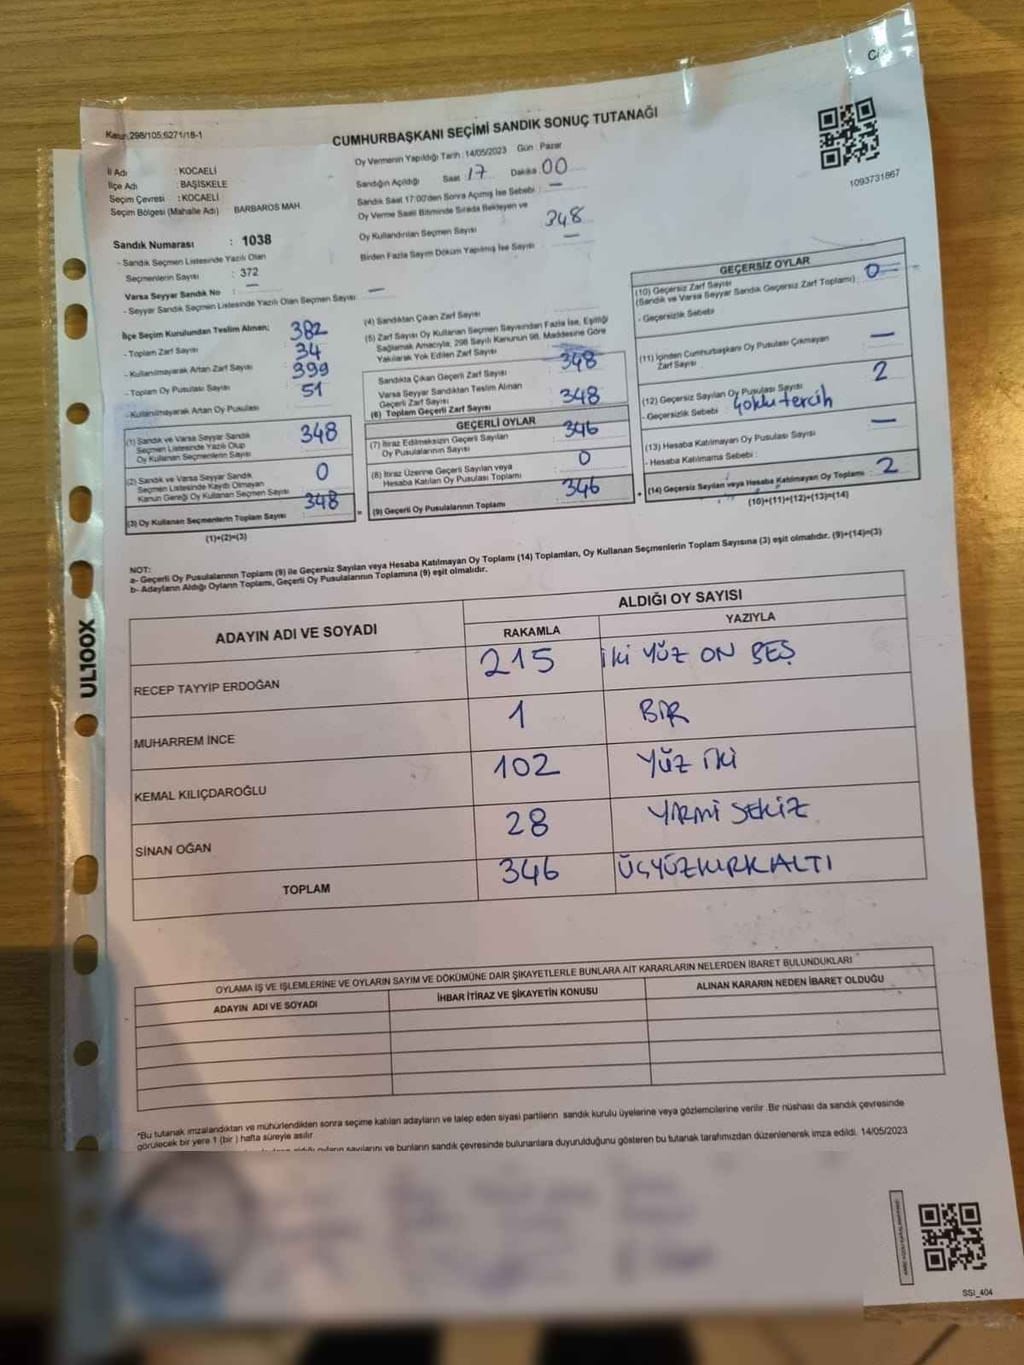 Kanun:298/105;6271/18-1
C/
CUMHURBAŞKANI SEÇİMİ SANDIK SONUÇ TUTANAĞI
1093731867
İl Adı : KOCAELİ
İlçe Adı : BAŞİSKELE
Seçim Çevresi : KOCAELİ
Seçim Bölgesi (Mahalle Adı) BARBAROS MAH.
Sandık Numarası : 1038
- Sandık Seçmen Listesinde Yazılı Olan
Seçmenlerin Sayısı : 372
Varsa Seyyar Sandık No : —
- Seyyar Sandık Seçmen Listesinde Yazılı Olan Seçmen Sayısı —
Oy Vermenin Yapıldığı Tarih : 14/05/2023 Gün : Pazar
Sandığın Açıldığı Saat 17 Dakika 00
Sandık Saat 17:00'den Sonra Açımış İse Sebebi : —
Oy Verme Saati Bitiminde Sırada Bekleyen ve
Oy Kullandırılan Seçmen Sayısı 348
Birden Fazla Sayım Döküm Yapılmış İse Sayısı —
İlçe Seçim Kurulundan Teslim Alınan;
- Toplam Zarf Sayısı 382
- Kullanılmayarak Artan Zarf Sayısı 34
- Toplam Oy Pusulası Sayısı 399
- Kullanılmayarak Artan Oy Pusulası 51
(1) Sandık ve Varsa Seyyar Sandık
Seçmen Listesinde Yazılı Olup
Oy Kullanan Seçmenlerin Sayısı 348
(2) Sandık ve Varsa Seyyar Sandık
Seçmen Listesinde Kaydı Olmayan
Kanun Gereği Oy Kullanan Seçmen Sayısı 0
(3) Oy Kullanan Seçmenlerin Toplam Sayısı 348
(1)+(2)=(3)
(4) Sandıktan Çıkan Zarf Sayısı
(5) Zarf Sayısı Oy Kullanan Seçmen Sayısından Fazla İse, Eşitliği
Sağlamak Amacıyla, 298 Sayılı Kanunun 98. Maddesine Göre
Yakılarak Yok Edilen Zarf Sayısı
Sandıkta Çıkan Geçerli Zarf Sayısı 348
Varsa Seyyar Sandıktan Teslim Alınan
Geçerli Zarf Sayısı
(6) Toplam Geçerli Zarf Sayısı 348
GEÇERLİ OYLAR
(7) İtiraz Edilmeksizin Geçerli Sayılan
Oy Pusulalarının Sayısı 346
(8) İtiraz Üzerine Geçerli Sayılan veya
Hesaba Katılan Oy Pusulası Toplamı 0
(9) Geçerli Oy Pusulalarının Toplamı 346
GEÇERSİZ OYLAR
(10) Geçersiz Zarf Sayısı
(Sandık ve Varsa Seyyar Sandık Geçersiz Zarf Toplamı) 0
- Geçersizlik Sebebi
(11) İçinden Cumhurbaşkanı Oy Pusulası Çıkmayan
Zarf Sayısı —
(12) Geçersiz Sayılan Oy Pusulası Sayısı 2
- Geçersizlik Sebebi Çoklu tercih
(13) Hesaba Katılmayan Oy Pusulası Sayısı —
- Hesaba Katılmama Sebebi :
(14) Geçersiz Sayılan veya Hesaba Katılmayan Oy Toplamı 2
(10)+(11)+(12)+(13)=(14)
NOT:
a- Geçerli Oy Pusulalarının Toplamı (9) ile Geçersiz Sayılan veya Hesaba Katılmayan Oy Toplamı (14) Toplamları, Oy Kullanan Seçmenlerin Toplam Sayısına (3) eşit olmalıdır. (9)+(14)=(3)
b- Adayların Aldığı Oyların Toplamı, Geçerli Oy Pusulalarının Toplamına (9) eşit olmalıdır.
ADAYIN ADI VE SOYADI
ALDIĞI OY SAYISI
RAKAMLA YAZIYLA
RECEP TAYYİP ERDOĞAN 215 İKİ YÜZ ON BEŞ
MUHARREM İNCE 1 BİR
KEMAL KILIÇDAROĞLU 102 YÜZ İKİ
SİNAN OĞAN 28 YİRMİ SEKİZ
TOPLAM 346 ÜÇYÜZKIRKALTI
OYLAMA İŞ VE İŞLEMLERİNE VE OYLARIN SAYIM VE DÖKÜMÜNE DAİR ŞİKAYETLERLE BUNLARA AİT KARARLARIN NELERDEN İBARET BULUNDUKLARI
ADAYIN ADI VE SOYADI İHBAR İTİRAZ VE ŞİKAYETİN KONUSU ALINAN KARARIN NEDEN İBARET OLDUĞU
*Bu tutanak imzalandıktan ve mühürlendikten sonra seçime katılan adayların ve talep eden siyasi partilerin sandık kurulu üyelerine veya gözlemcilerine verilir. Bir nüshası da sandık çevresinde
görülecek bir yere 1 (bir) hafta süreyle asılır.
aldığı oyların sayılarını ve bunların sandık çevresinde bulunanlara duyurulduğunu gösteren bu tutanak tarafımızdan düzenlenerek imza edildi. 14/05/2023
UL100X
SSI_404